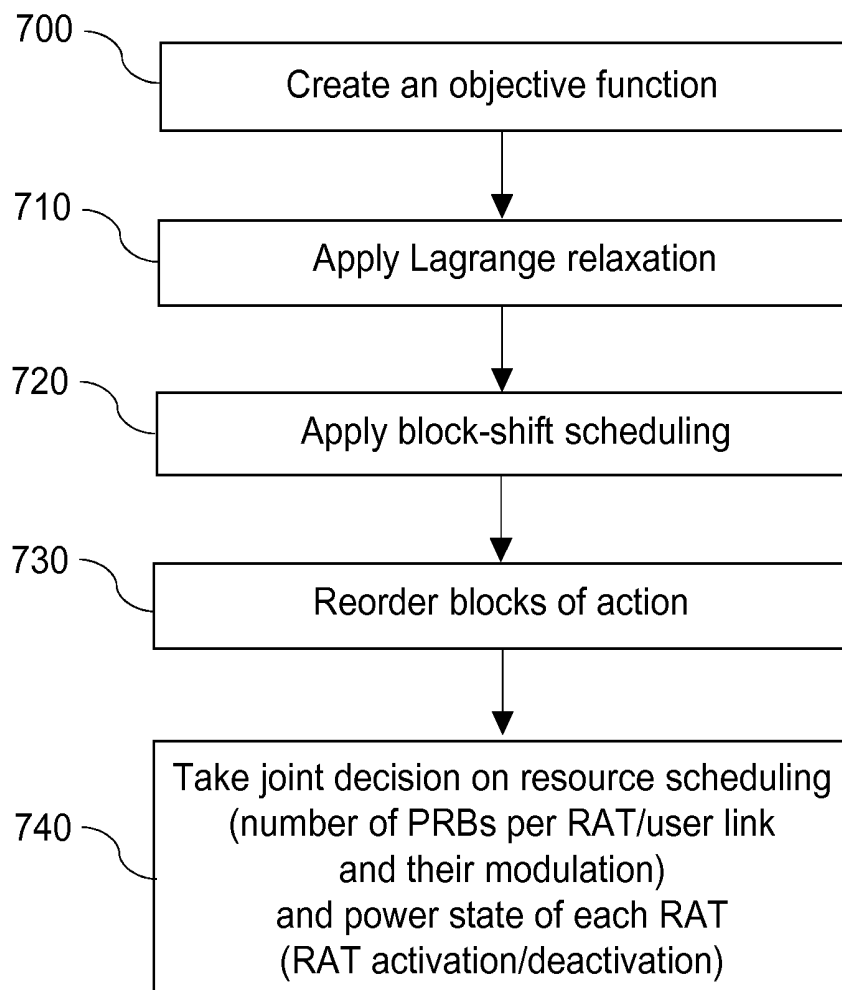 700
Create an objective function
710
Apply Lagrange relaxation
720
Apply block-shift scheduling
730
Reorder blocks of action
740
Take joint decision on resource scheduling
(number of PRBs per RAT/user link
and their modulation)
and power state of each RAT
(RAT activation/deactivation)